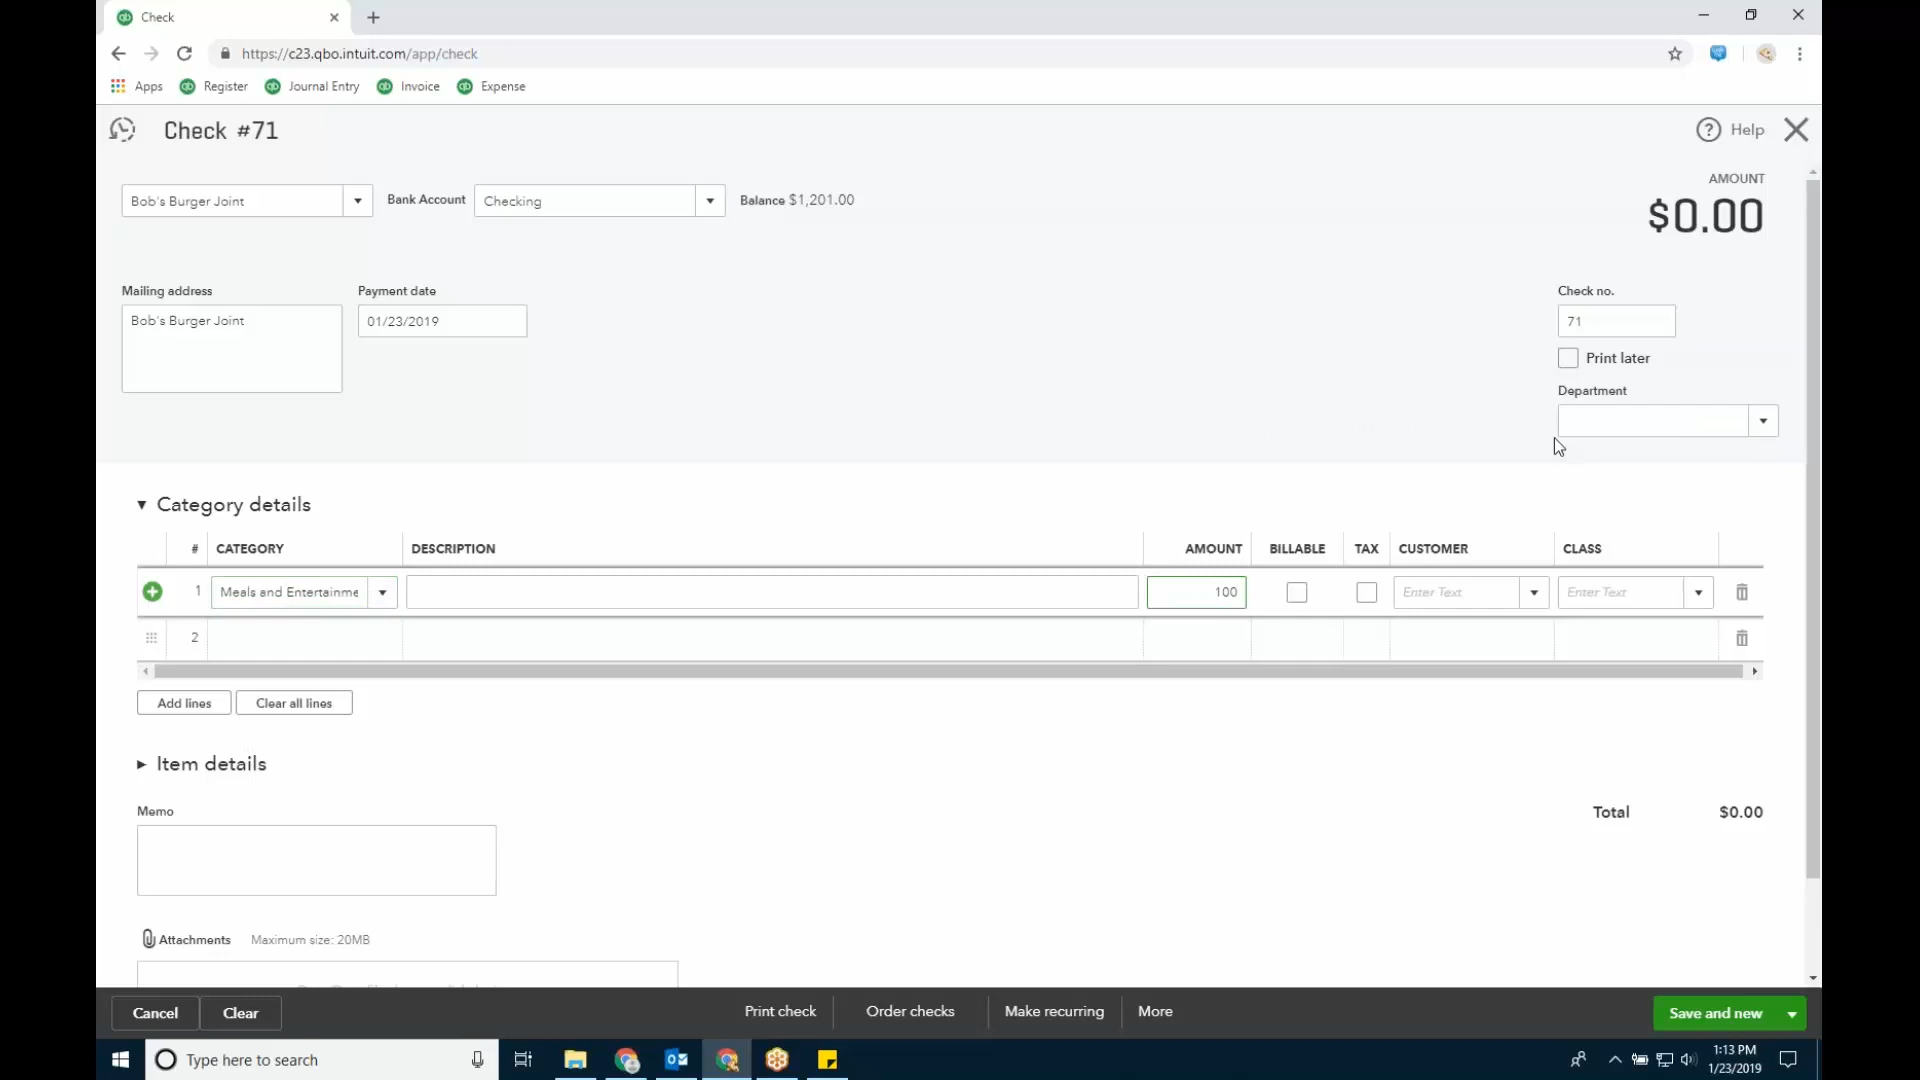 Check
https://c23.qbo.intuit.com/app/check
Apps Register Journal Entry Invoice Expense
Check #71
Help
AMOUNT
$0.00
Bob's Burger Joint
Bank Account
Checking
Balance $1,201.00
Mailing address
Bob's Burger Joint
Payment date
01/23/2019
Check no.
71
Print later
Department
Category details
# CATEGORY DESCRIPTION AMOUNT BILLABLE TAX CUSTOMER CLASS
1 Meals and Entertainme 100 Enter Text Enter Text
2
Add lines Clear all lines
Item details
Memo
Total $0.00
Attachments Maximum size: 20MB
Cancel Clear Print check Order checks Make recurring More Save and new
Type here to search
1:13 PM
1/23/2019